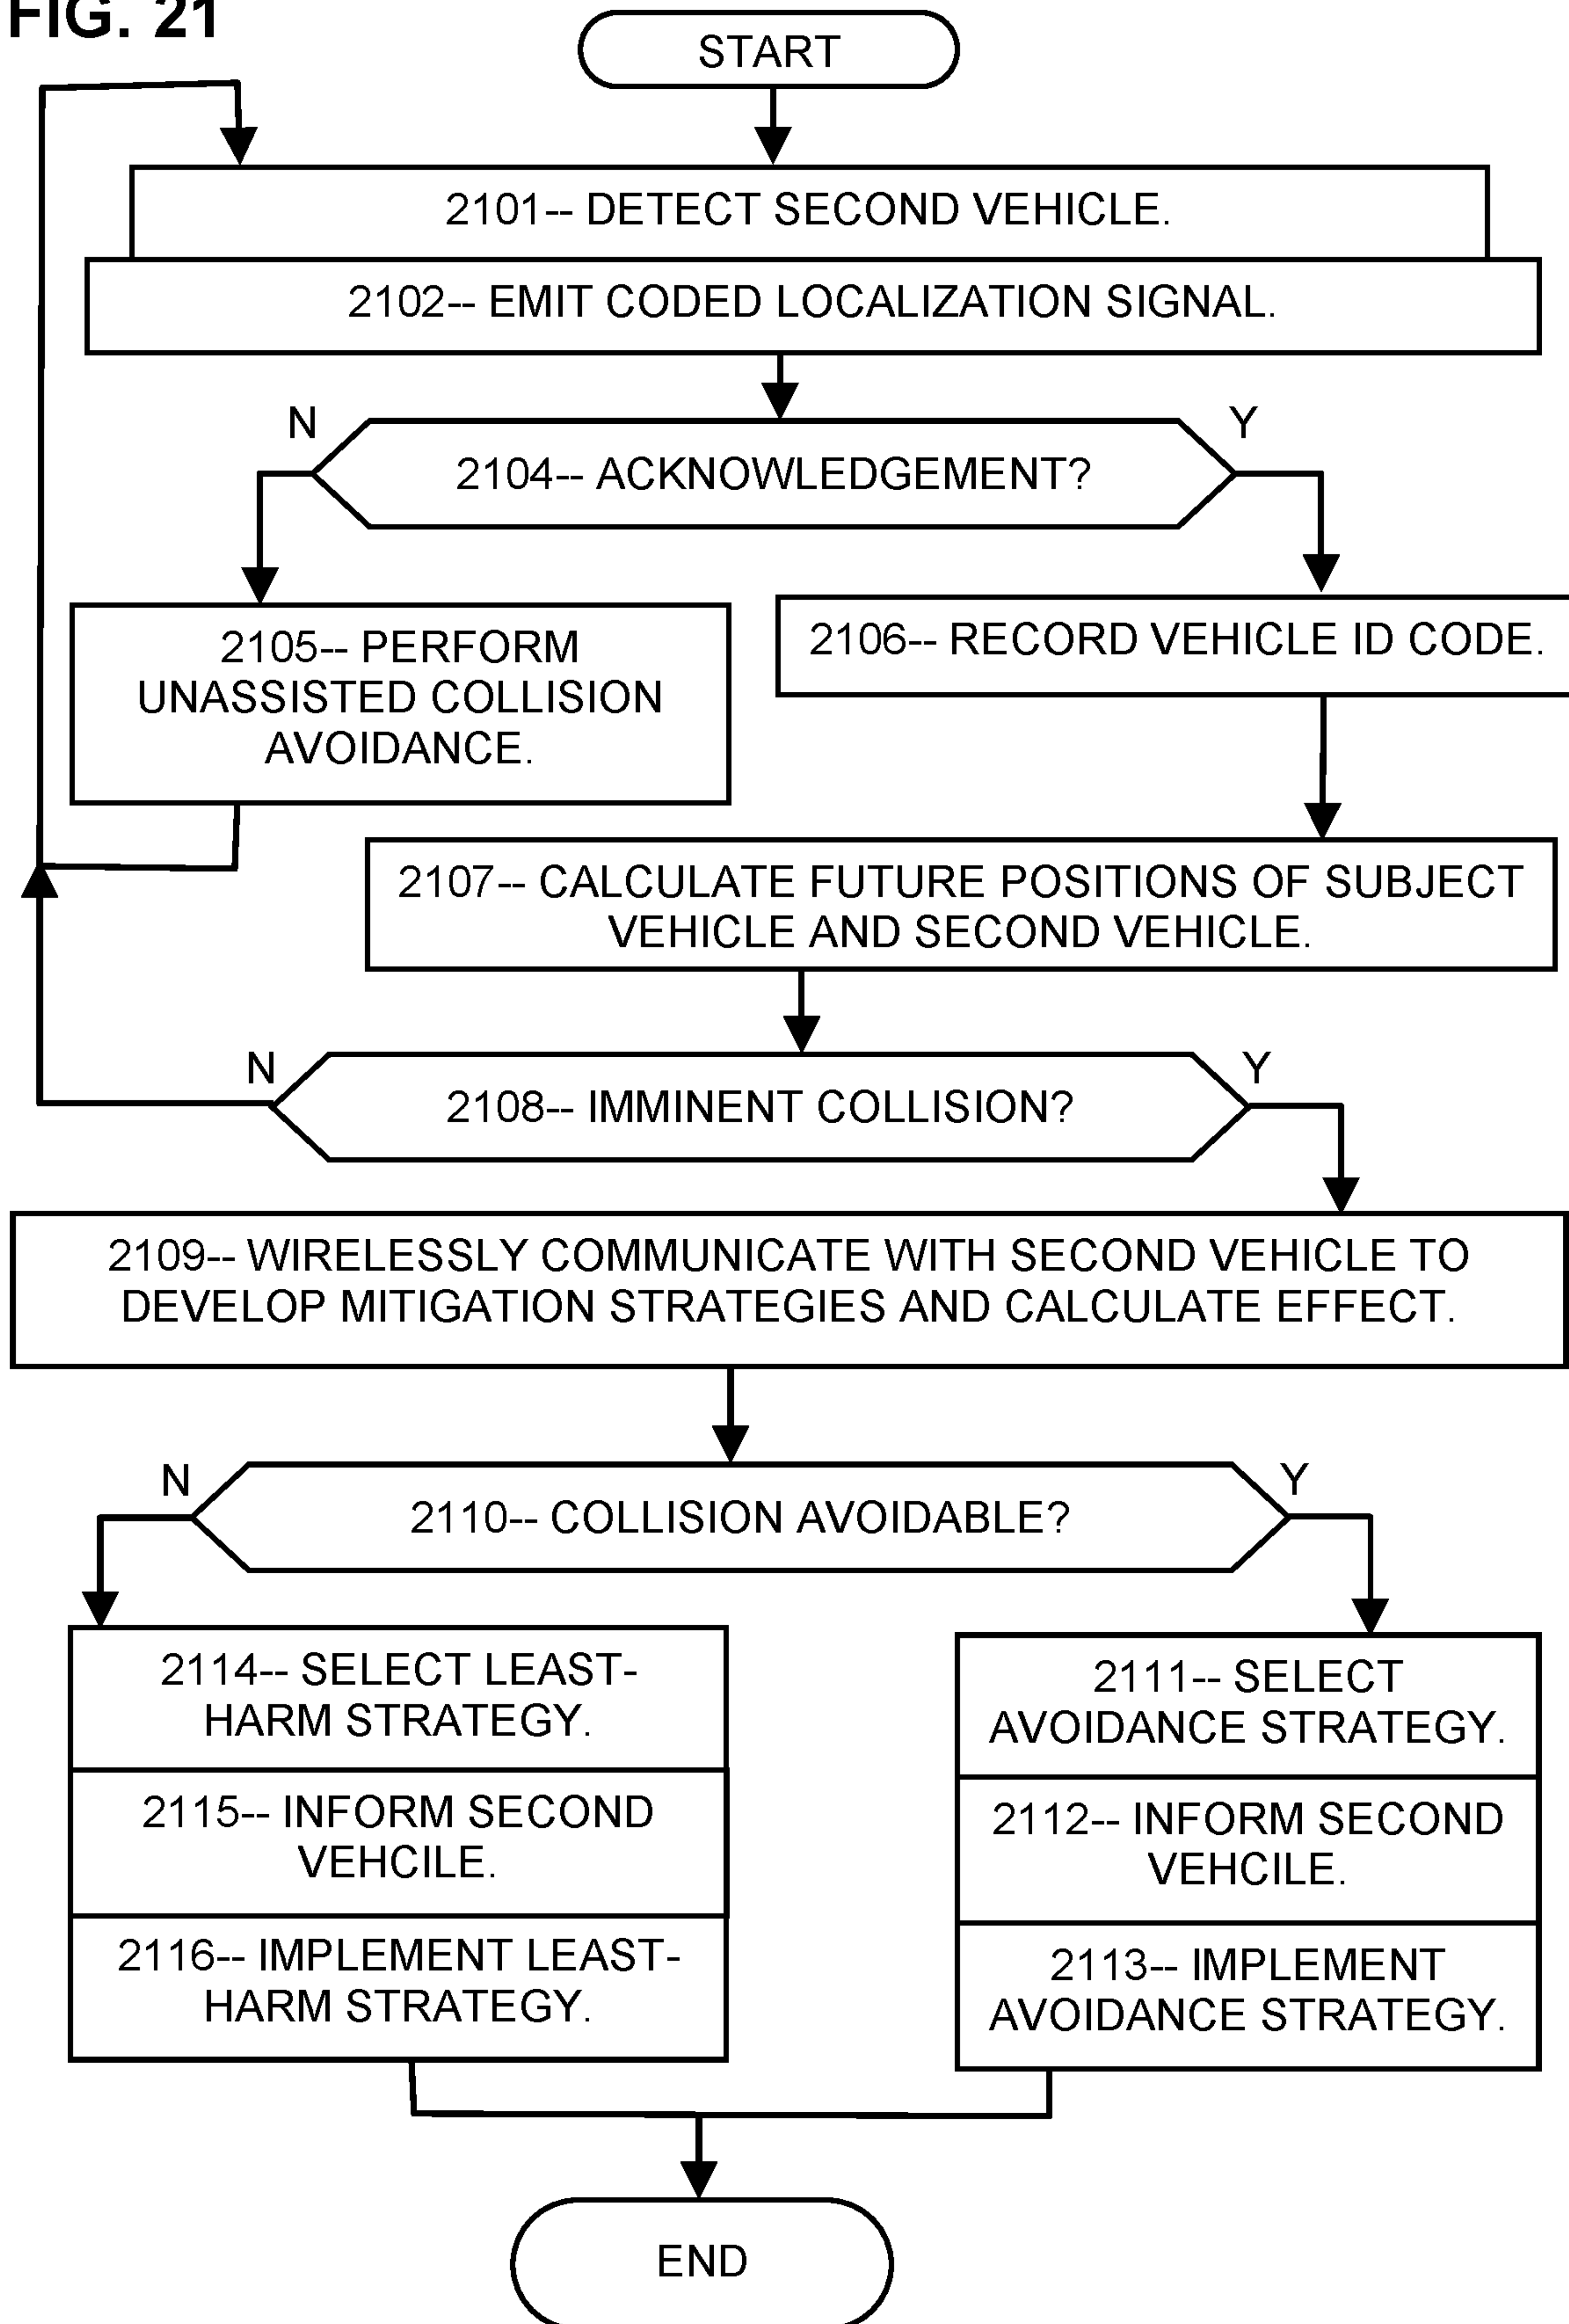 FIG. 21
START
2101-- DETECT SECOND VEHICLE.
2102-- EMIT CODED LOCALIZATION SIGNAL.
N
Y
2104-- ACKNOWLEDGEMENT?
2105-- PERFORM
UNASSISTED COLLISION
AVOIDANCE.
2106-- RECORD VEHICLE ID CODE.
2107-- CALCULATE FUTURE POSITIONS OF SUBJECT
VEHICLE AND SECOND VEHICLE.
N
Y
2108-- IMMINENT COLLISION?
2109-- WIRELESSLY COMMUNICATE WITH SECOND VEHICLE TO
DEVELOP MITIGATION STRATEGIES AND CALCULATE EFFECT.
N
Y
2110-- COLLISION AVOIDABLE?
2114-- SELECT LEAST-
HARM STRATEGY.
2115-- INFORM SECOND
VEHCILE.
2116-- IMPLEMENT LEAST-
HARM STRATEGY.
2111-- SELECT
AVOIDANCE STRATEGY.
2112-- INFORM SECOND
VEHCILE.
2113-- IMPLEMENT
AVOIDANCE STRATEGY.
END